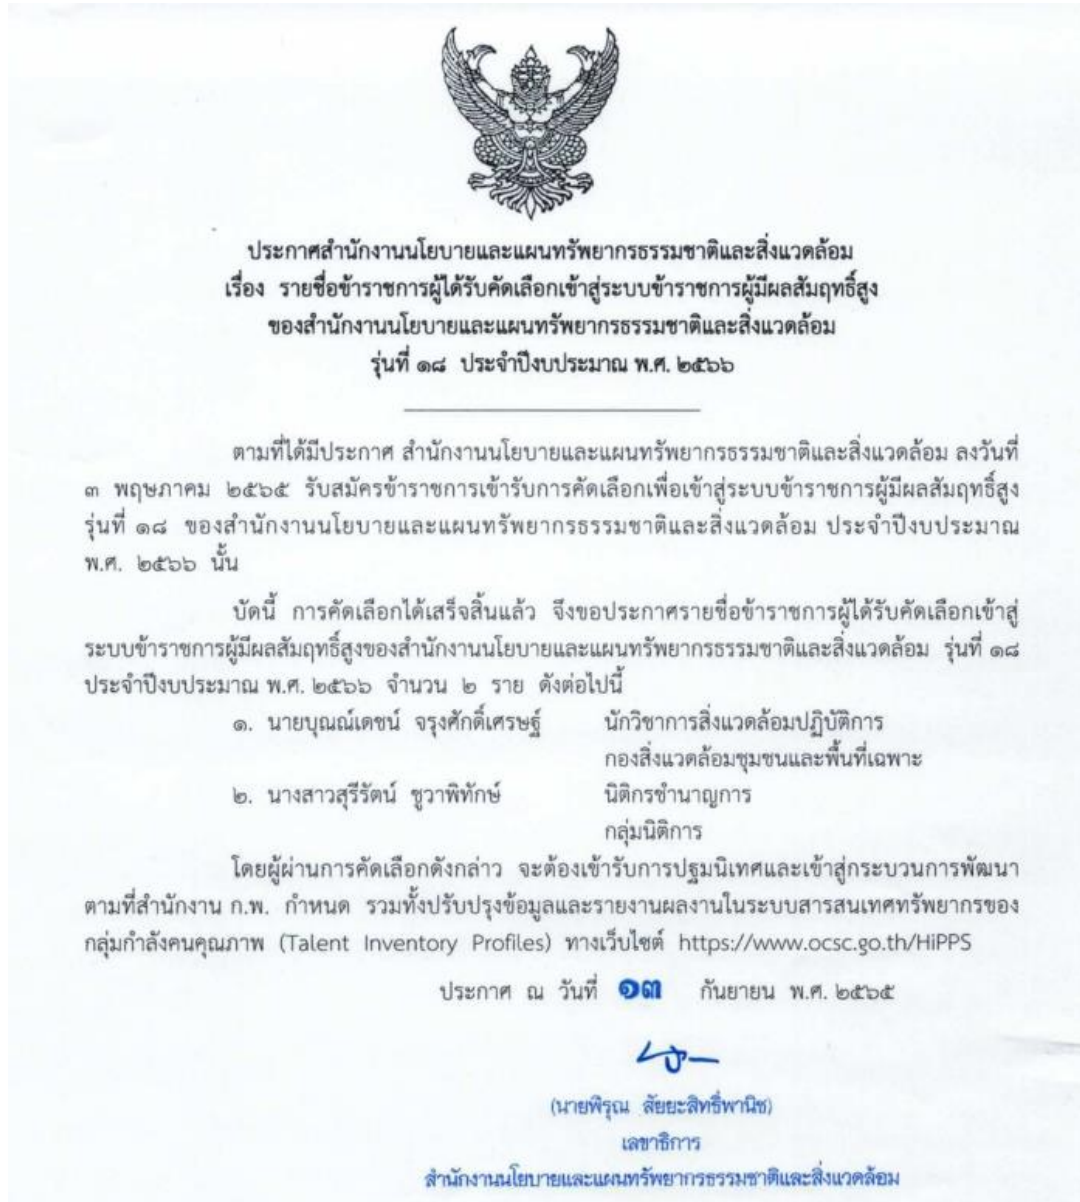 ประกาศสำนักงานนโยบายและแผนทรัพยากรธรรมชาติและสิ่งแวดล้อม
เรื่อง รายชื่อข้าราชการผู้ได้รับคัดเลือกเข้าสู่ระบบข้าราชการผู้มีผลสัมฤทธิ์สูง
ของสำนักงานนโยบายและแผนทรัพยากรธรรมชาติและสิ่งแวดล้อม
รุ่นที่ ๑๘ ประจำปีงบประมาณ พ.ศ. ๒๕๖๖
ตามที่ได้มีประกาศ สำนักงานนโยบายและแผนทรัพยากรธรรมชาติและสิ่งแวดล้อม ลงวันที่
๓ พฤษภาคม ๒๕๖๕ รับสมัครข้าราชการเข้ารับการคัดเลือกเพื่อเข้าสู่ระบบข้าราชการผู้มีผลสัมฤทธิ์สูง
รุ่นที่ ๑๘ ของสำนักงานนโยบายและแผนทรัพยากรธรรมชาติและสิ่งแวดล้อม ประจำปีงบประมาณ
พ.ศ. ๒๕๖๖ นั้น
บัดนี้ การคัดเลือกได้เสร็จสิ้นแล้ว จึงขอประกาศรายชื่อข้าราชการผู้ได้รับคัดเลือกเข้าสู่
ระบบข้าราชการผู้มีผลสัมฤทธิ์สูงของสำนักงานนโยบายและแผนทรัพยากรธรรมชาติและสิ่งแวดล้อม รุ่นที่ ๑๘
ประจำปีงบประมาณ พ.ศ. ๒๕๖๖ จำนวน ๒ ราย ดังต่อไปนี้
๑. นายบุณณ์เดชน์ จรุงศักดิ์เศรษฐ์ นักวิชาการสิ่งแวดล้อมปฏิบัติการ
กองสิ่งแวดล้อมชุมชนและพื้นที่เฉพาะ
๒. นางสาวสุรีรัตน์ ชูวาพิทักษ์ นิติกรชำนาญการ
กลุ่มนิติการ
โดยผู้ผ่านการคัดเลือกดังกล่าว จะต้องเข้ารับการปฐมนิเทศและเข้าสู่กระบวนการพัฒนา
ตามที่สำนักงาน ก.พ. กำหนด รวมทั้งปรับปรุงข้อมูลและรายงานผลงานในระบบสารสนเทศทรัพยากรของ
กลุ่มกำลังคนคุณภาพ (Talent Inventory Profiles) ทางเว็บไซต์ https://www.ocsc.go.th/HiPPS
ประกาศ ณ วันที่ ๑๓ กันยายน พ.ศ. ๒๕๖๕
(นายพิรุณ สัยยะสิทธิ์พานิช)
เลขาธิการ
สำนักงานนโยบายและแผนทรัพยากรธรรมชาติและสิ่งแวดล้อม